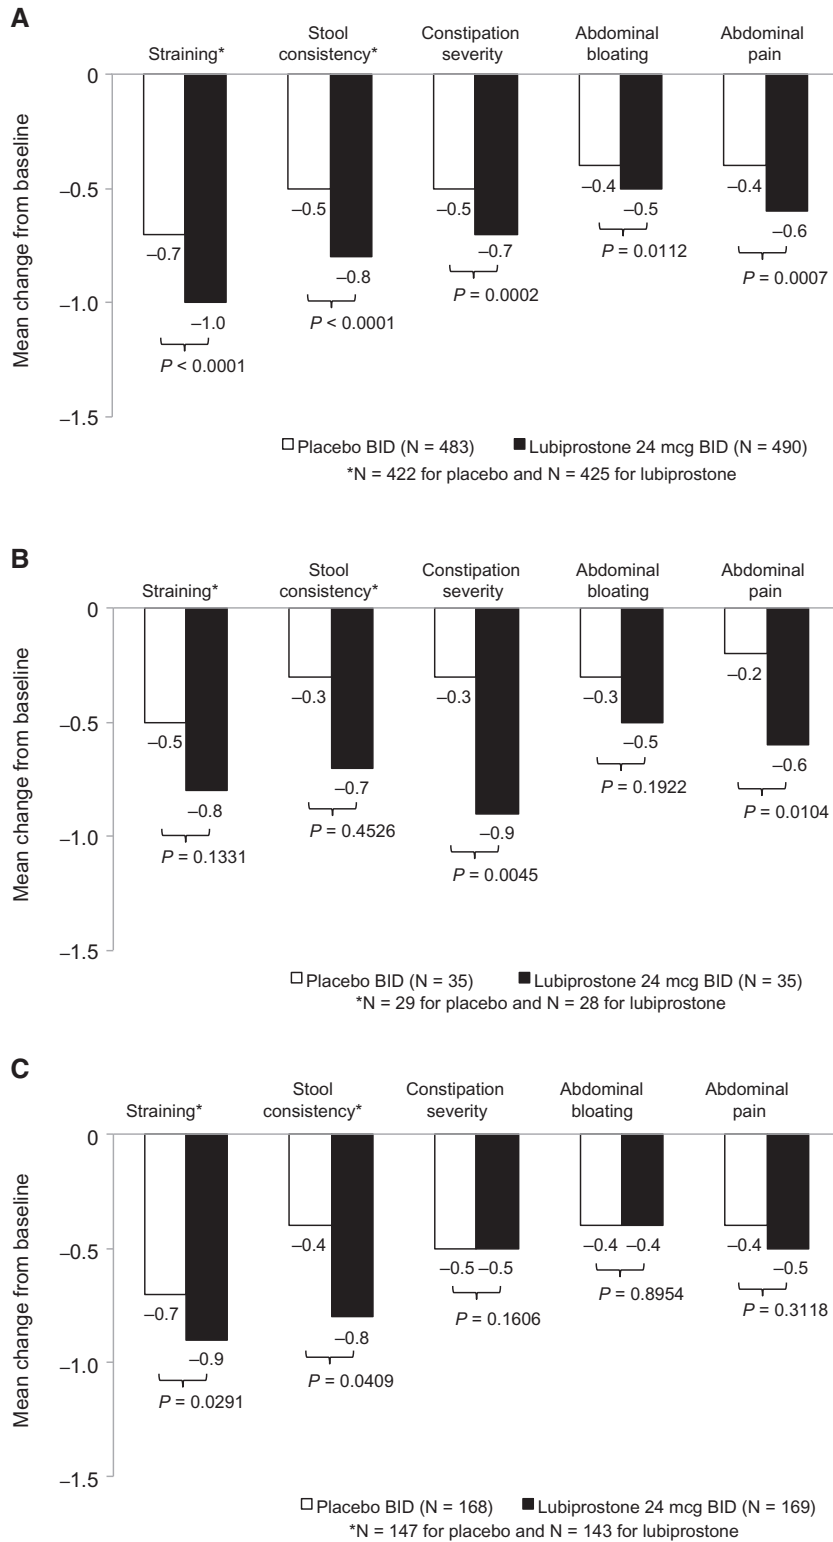 A
Straining*
Stool
consistency*
Constipation
severity
Abdominal
bloating
Abdominal
pain
Mean change from baseline
0
–0.5
–1.0
–1.5
–0.7
–1.0
P < 0.0001
–0.5
–0.8
P < 0.0001
–0.5
–0.7
P = 0.0002
–0.4
–0.5
P = 0.0112
–0.4
–0.6
P = 0.0007
Placebo BID (N = 483)
Lubiprostone 24 mcg BID (N = 490)
*N = 422 for placebo and N = 425 for lubiprostone
B
Straining*
Stool
consistency*
Constipation
severity
Abdominal
bloating
Abdominal
pain
Mean change from baseline
0
–0.5
–1.0
–1.5
–0.5
–0.8
P = 0.1331
–0.3
–0.7
P = 0.4526
–0.3
–0.9
P = 0.0045
–0.3
–0.5
P = 0.1922
–0.2
–0.6
P = 0.0104
Placebo BID (N = 35)
Lubiprostone 24 mcg BID (N = 35)
*N = 29 for placebo and N = 28 for lubiprostone
C
Straining*
Stool
consistency*
Constipation
severity
Abdominal
bloating
Abdominal
pain
Mean change from baseline
0
–0.5
–1.0
–1.5
–0.7
–0.9
P = 0.0291
–0.4
–0.8
P = 0.0409
–0.5 –0.5
P = 0.1606
–0.4 –0.4
P = 0.8954
–0.4
–0.5
P = 0.3118
Placebo BID (N = 168)
Lubiprostone 24 mcg BID (N = 169)
*N = 147 for placebo and N = 143 for lubiprostone